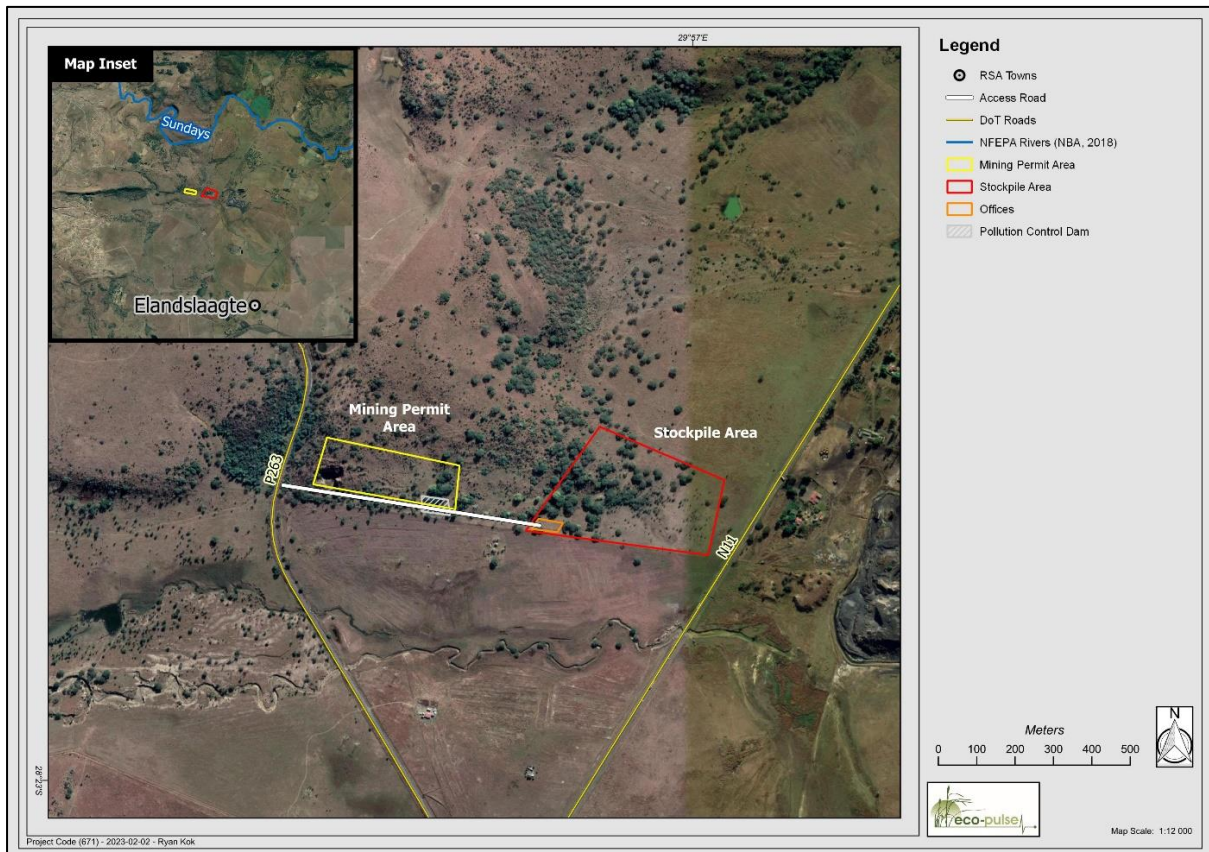 Map Inset
Sundays
Elandslaagte
29°57'E
28°23'S
P263
Mining Permit
Area
Stockpile Area
N11
Legend
RSA Towns
Access Road
DoT Roads
NFEPA Rivers (NBA, 2018)
Mining Permit Area
Stockpile Area
Offices
Pollution Control Dam
Meters
0 100 200 300 400 500
N
eco-pulse
Map Scale: 1:12 000
Project Code (671) - 2023-02-02 - Ryan Kok